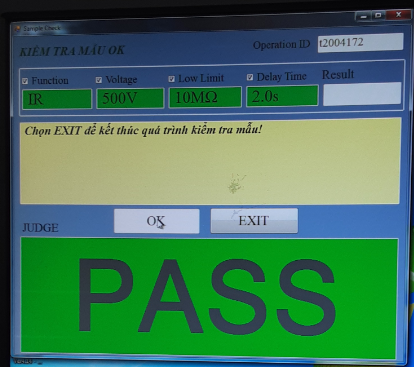 Sample Check
KIỂM TRA MẪU OK
Operation ID t2004172
Function Voltage Low Limit Delay Time Result
IR 500V 10MΩ 2.0s
Chọn EXIT để kết thúc quá trình kiểm tra mẫu!
OK EXIT
JUDGE
PASS